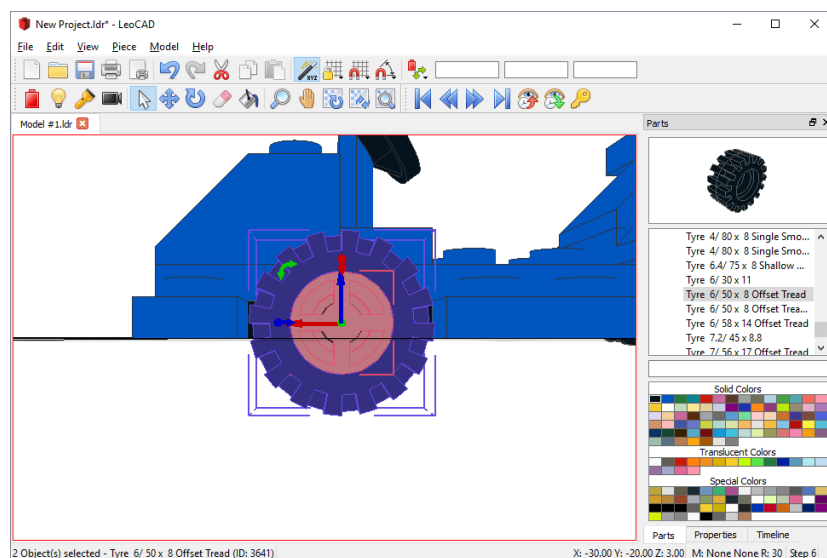 New Project.ldr* - LeoCAD
File Edit View Piece Model Help
XYZ
Model #1.ldr
Parts
Tyre 4/ 80 x 8 Single Smo...
Tyre 4/ 80 x 8 Single Smo...
Tyre 6.4/ 75 x 8 Shallow ...
Tyre 6/ 30 x 11
Tyre 6/ 50 x 8 Offset Tread
Tyre 6/ 50 x 8 Offset Trea...
Tyre 6/ 58 x 14 Offset Tread
Tyre 7.2/ 45 x 8.8
Tyre 7/ 56 x 17 Offset Tread
Solid Colors
Translucent Colors
Special Colors
Parts Properties Timeline
2 Object(s) selected - Tyre 6/ 50 x 8 Offset Tread (ID: 3641) X: -30.00 Y: -20.00 Z: 3.00 M: None None R: 30 Step 6